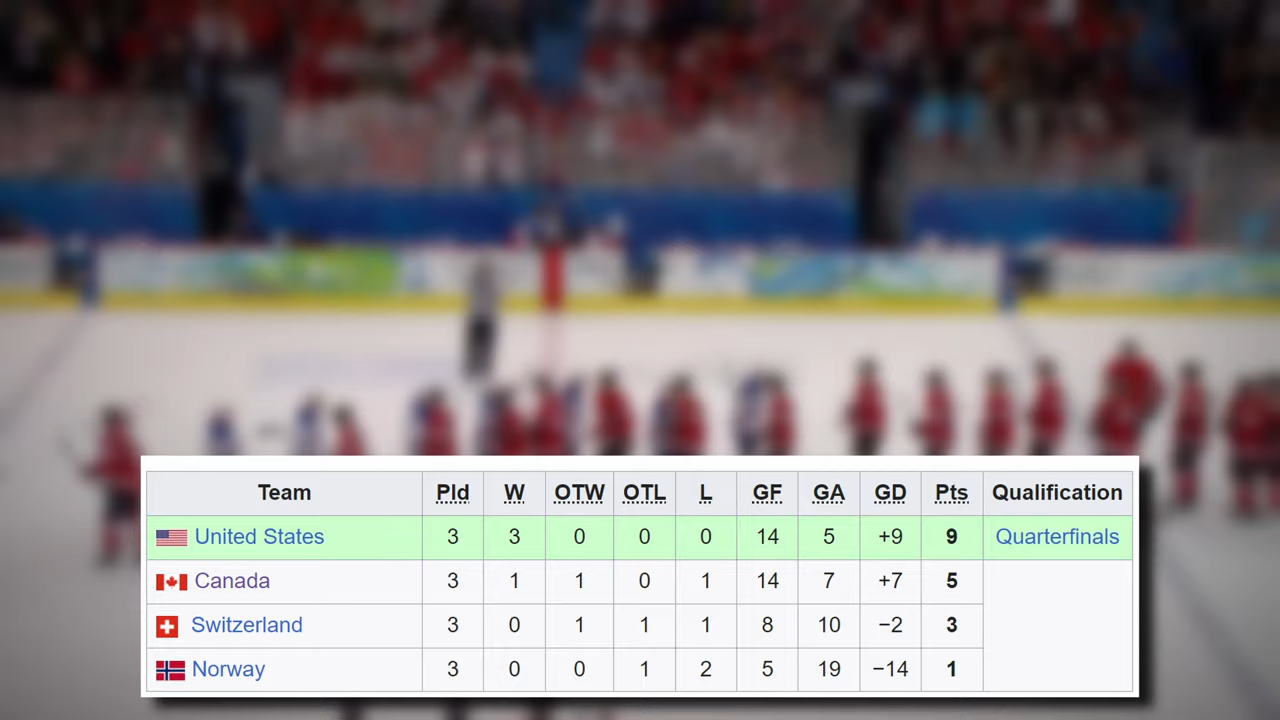 Team Pld W OTW OTL L GF GA GD Pts Qualification
United States 3 3 0 0 0 14 5 +9 9 Quarterfinals
Canada 3 1 1 0 1 14 7 +7 5
Switzerland 3 0 1 1 1 8 10 −2 3
Norway 3 0 0 1 2 5 19 −14 1